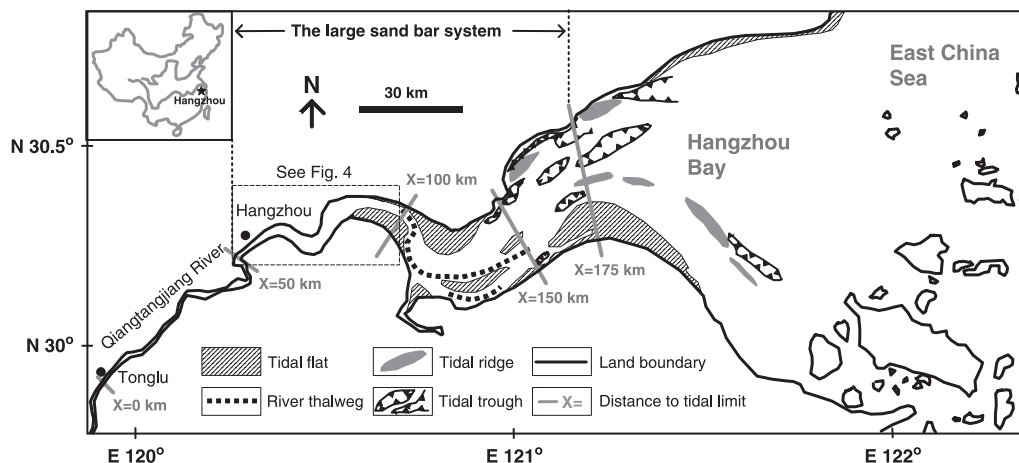 The large sand bar system
East China
Sea
Hangzhou
N
30 km
N 30.5°
Hangzhou
Bay
See Fig. 4
X=100 km
Hangzhou
Qiangtangjiang River
X=50 km
X=175 km
X=150 km
N 30°
Tidal flat
Tidal ridge
Land boundary
Tonglu
River thalweg
Tidal trough
X=
Distance to tidal limit
X=0 km
E 120°
E 121°
E 122°